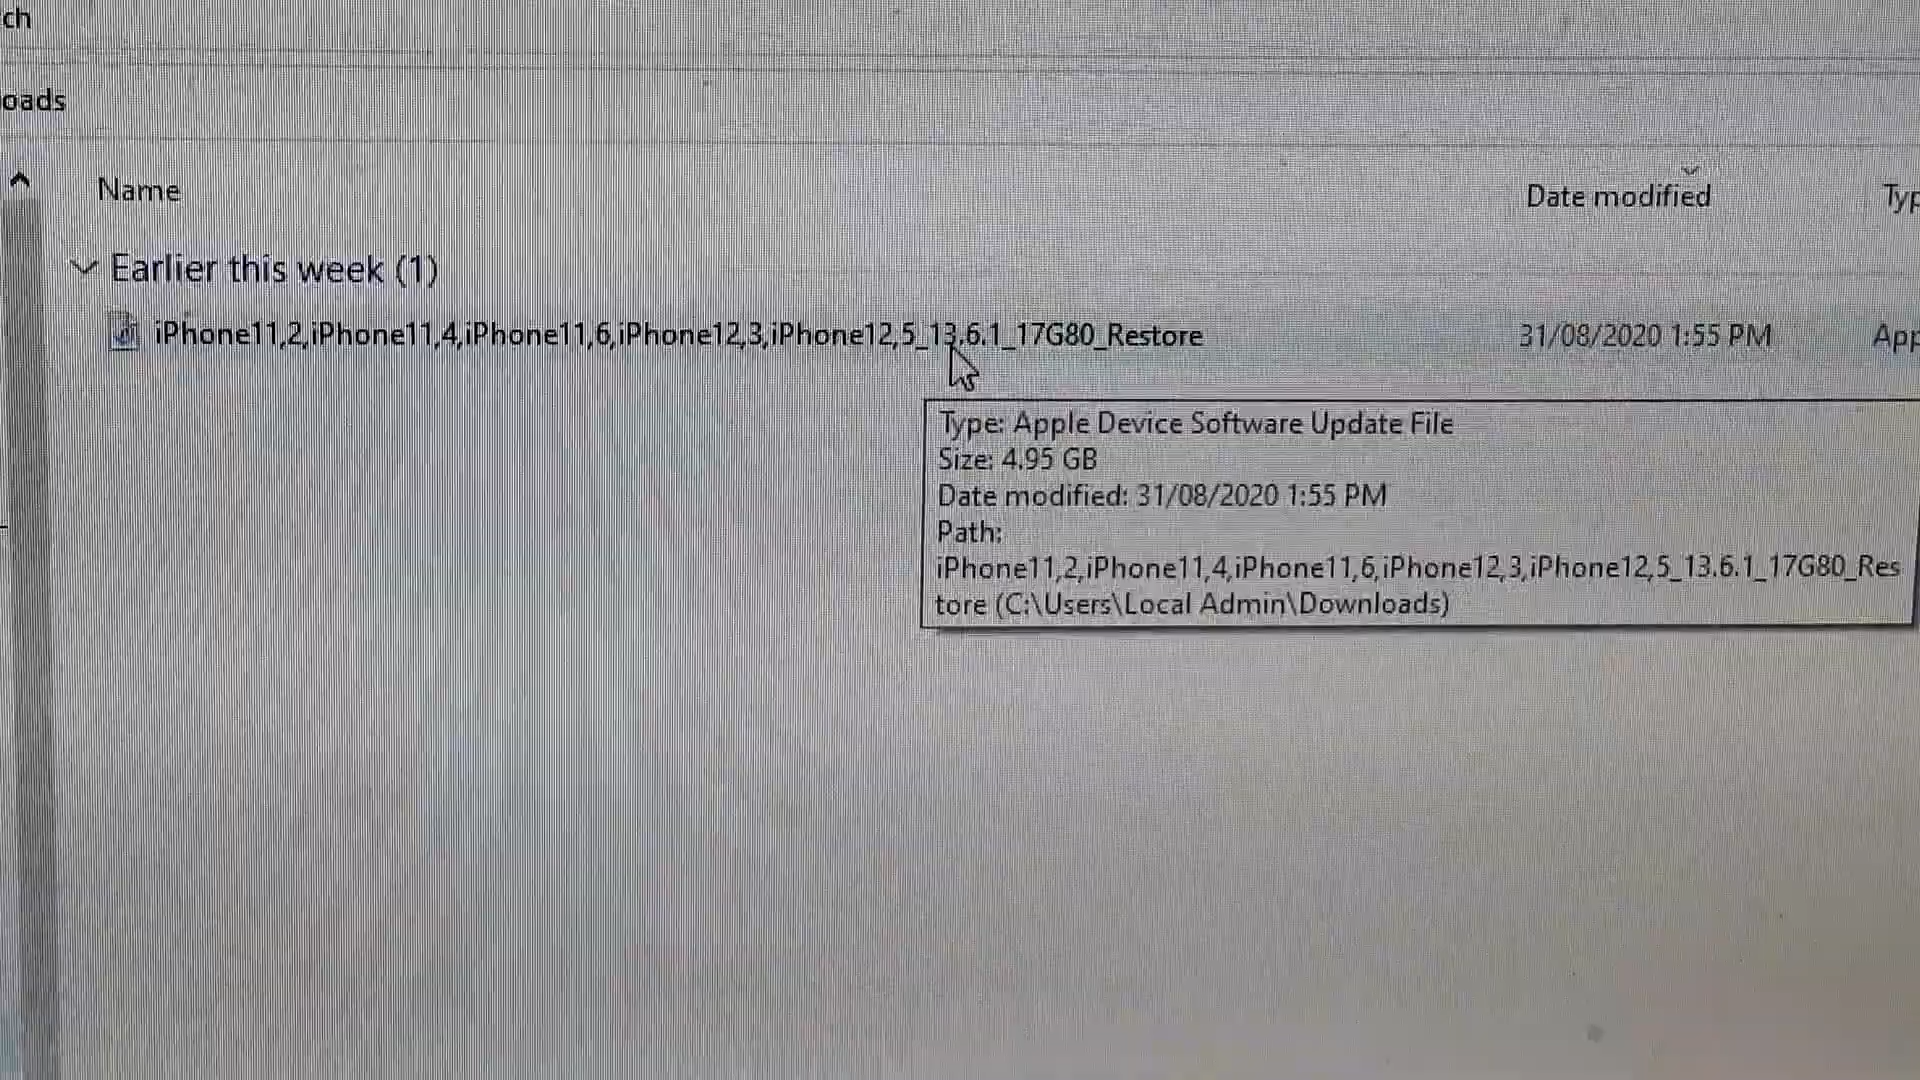 ch
oads
Name
Date modified
Typ
Earlier this week (1)
iPhone11,2,iPhone11,4,iPhone11,6,iPhone12,3,iPhone12,5_13.6.1_17G80_Restore
31/08/2020 1:55 PM
App
Type: Apple Device Software Update File
Size: 4.95 GB
Date modified: 31/08/2020 1:55 PM
Path:
iPhone11,2,iPhone11,4,iPhone11,6,iPhone12,3,iPhone12,5_13.6.1_17G80_Res
tore (C:\Users\Local Admin\Downloads)